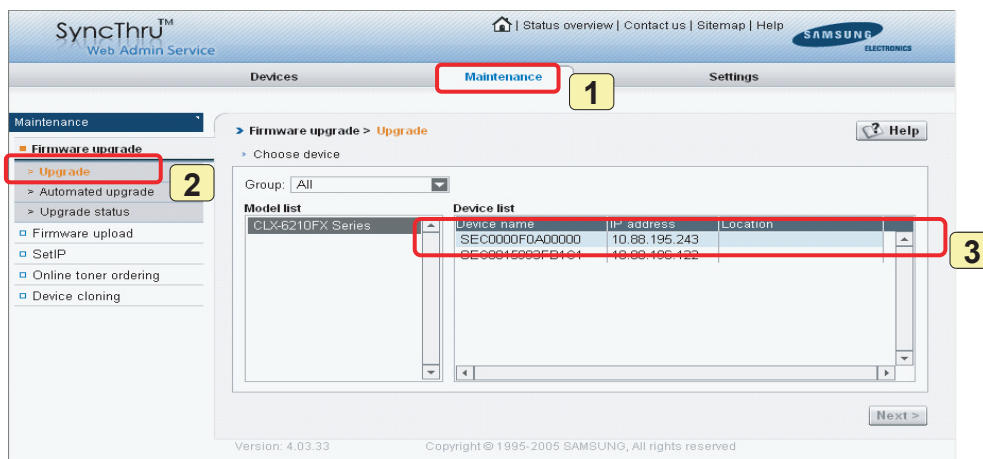 SyncThru™
Web Admin Service
| Status overview | Contact us | Sitemap | Help
SAMSUNG
ELECTRONICS
Devices
Maintenance
Settings
1
Maintenance
Firmware upgrade
> Upgrade
> Automated upgrade
> Upgrade status
Firmware upload
SetIP
Online toner ordering
Device cloning
2
> Firmware upgrade > Upgrade
? Help
Choose device
Group: All
Model list
CLX-6210FX Series
Device list
Device name IP address Location
SEC0000F0A00000 10.88.195.243
3
Next >
Version: 4.03.33
Copyright © 1995-2005 SAMSUNG, All rights reserved